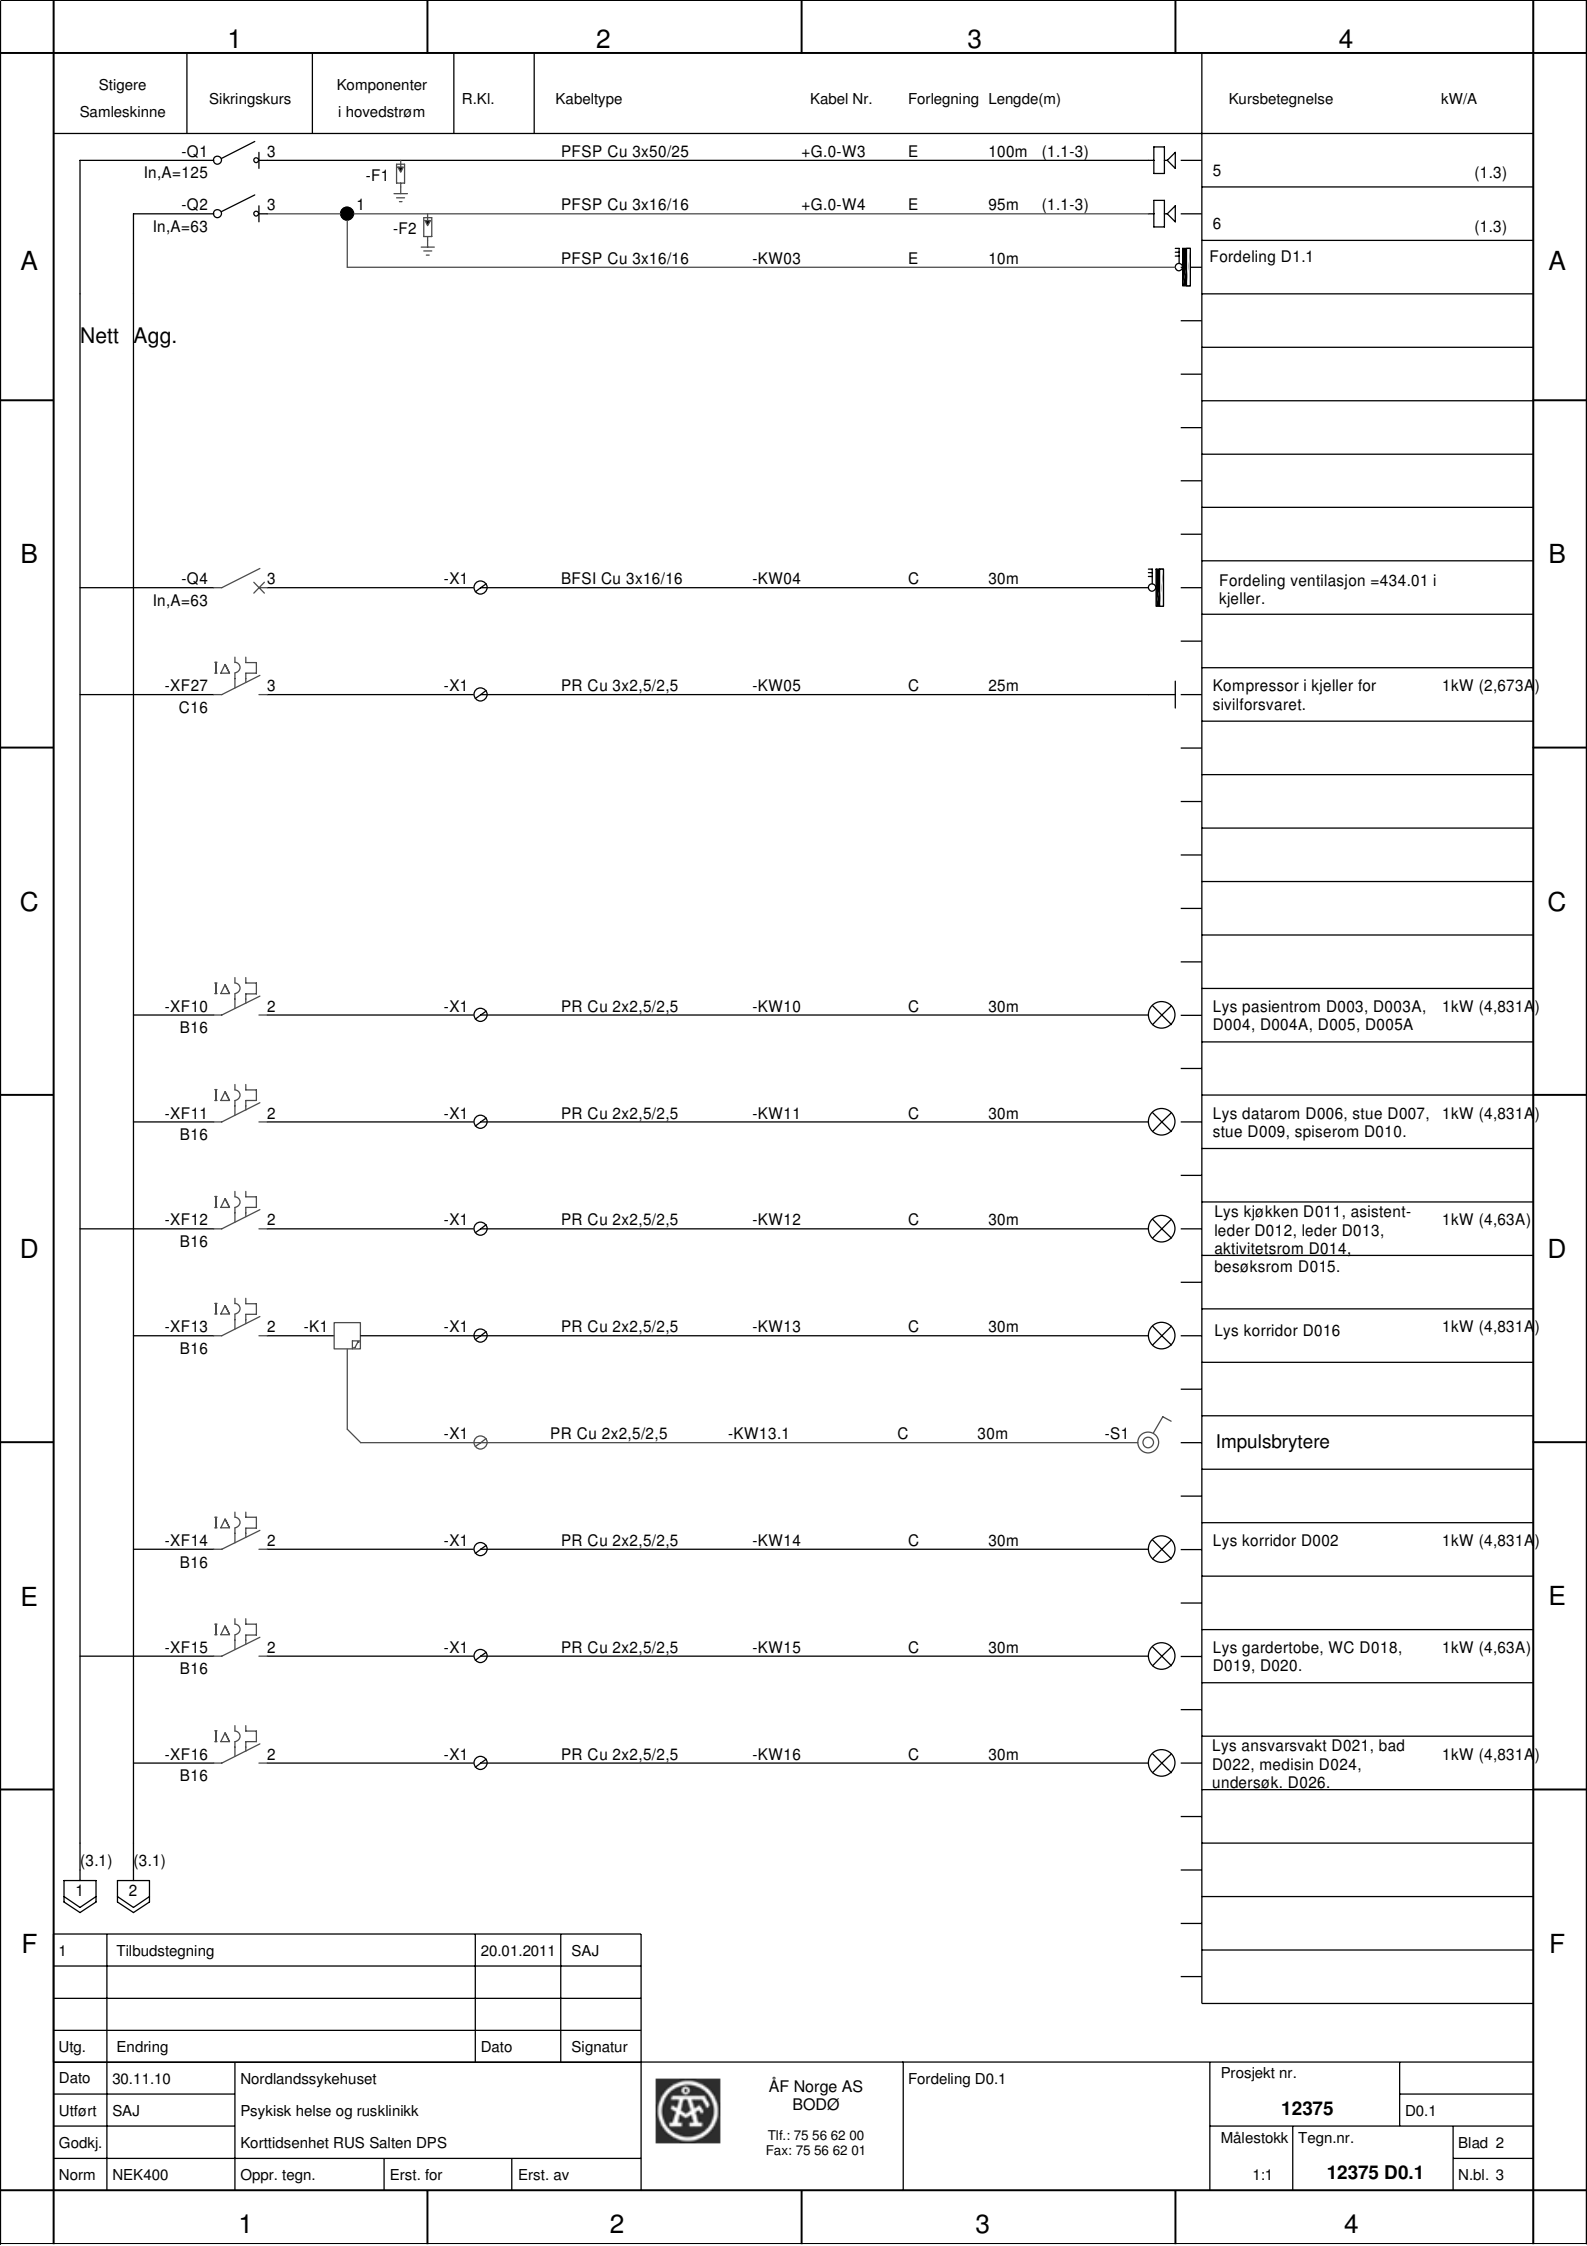 1 2 3 4
Stigere Samleskinne
Sikringskurs
Komponenter i hovedstrøm
R.Kl.
Kabeltype
Kabel Nr.
Forlegning Lengde(m)
Kursbetegnelse
kW/A
-Q1 3 PFSP Cu 3x50/25 +G.0-W3 E 100m (1.1-3)
In,A=125 -F1 5 (1.3)
-Q2 3 1 PFSP Cu 3x16/16 +G.0-W4 E 95m (1.1-3)
In,A=63 -F2 6 (1.3)
A PFSP Cu 3x16/16 -KW03 E 10m Fordeling D1.1 A
Nett Agg.
B B
-Q4 3 -X1 BFSI Cu 3x16/16 -KW04 C 30m Fordeling ventilasjon =434.01 i
In,A=63 kjeller.
I∆
-XF27 3 -X1 PR Cu 3x2,5/2,5 -KW05 C 25m Kompressor i kjeller for 1kW (2,673A)
C16 sivilforsvaret.
C C
I∆
-XF10 2 -X1 PR Cu 2x2,5/2,5 -KW10 C 30m Lys pasientrom D003, D003A, 1kW (4,831A)
B16 D004, D004A, D005, D005A
I∆
-XF11 2 -X1 PR Cu 2x2,5/2,5 -KW11 C 30m Lys datarom D006, stue D007, 1kW (4,831A)
B16 stue D009, spiserom D010.
I∆
-XF12 2 -X1 PR Cu 2x2,5/2,5 -KW12 C 30m Lys kjøkken D011, asistent- 1kW (4,63A)
B16 leder D012, leder D013,
D aktivitetsrom D014, D
besøksrom D015.
I∆
-XF13 2 -K1 -X1 PR Cu 2x2,5/2,5 -KW13 C 30m Lys korridor D016 1kW (4,831A)
B16
-X1 PR Cu 2x2,5/2,5 -KW13.1 C 30m -S1 Impulsbrytere
I∆
-XF14 2 -X1 PR Cu 2x2,5/2,5 -KW14 C 30m Lys korridor D002 1kW (4,831A)
B16
E E
I∆
-XF15 2 -X1 PR Cu 2x2,5/2,5 -KW15 C 30m Lys gardertobe, WC D018, 1kW (4,63A)
B16 D019, D020.
I∆
-XF16 2 -X1 PR Cu 2x2,5/2,5 -KW16 C 30m Lys ansvarsvakt D021, bad 1kW (4,831A)
B16 D022, medisin D024,
undersøk. D026.
(3.1) (3.1)
1 2
F F
1 Tilbudstegning 20.01.2011 SAJ
Utg. Endring Dato Signatur
Dato 30.11.10 Nordlandssykehuset
Utført SAJ Psykisk helse og rusklinikk
Godkj. Korttidsenhet RUS Salten DPS
Norm NEK400 Oppr. tegn. Erst. for Erst. av
ÅF
ÅF Norge AS
BODØ
Tlf.: 75 56 62 00
Fax: 75 56 62 01
Fordeling D0.1
Prosjekt nr.
12375 D0.1
Målestokk Tegn.nr. Blad 2
1:1 12375 D0.1 N.bl. 3
1 2 3 4